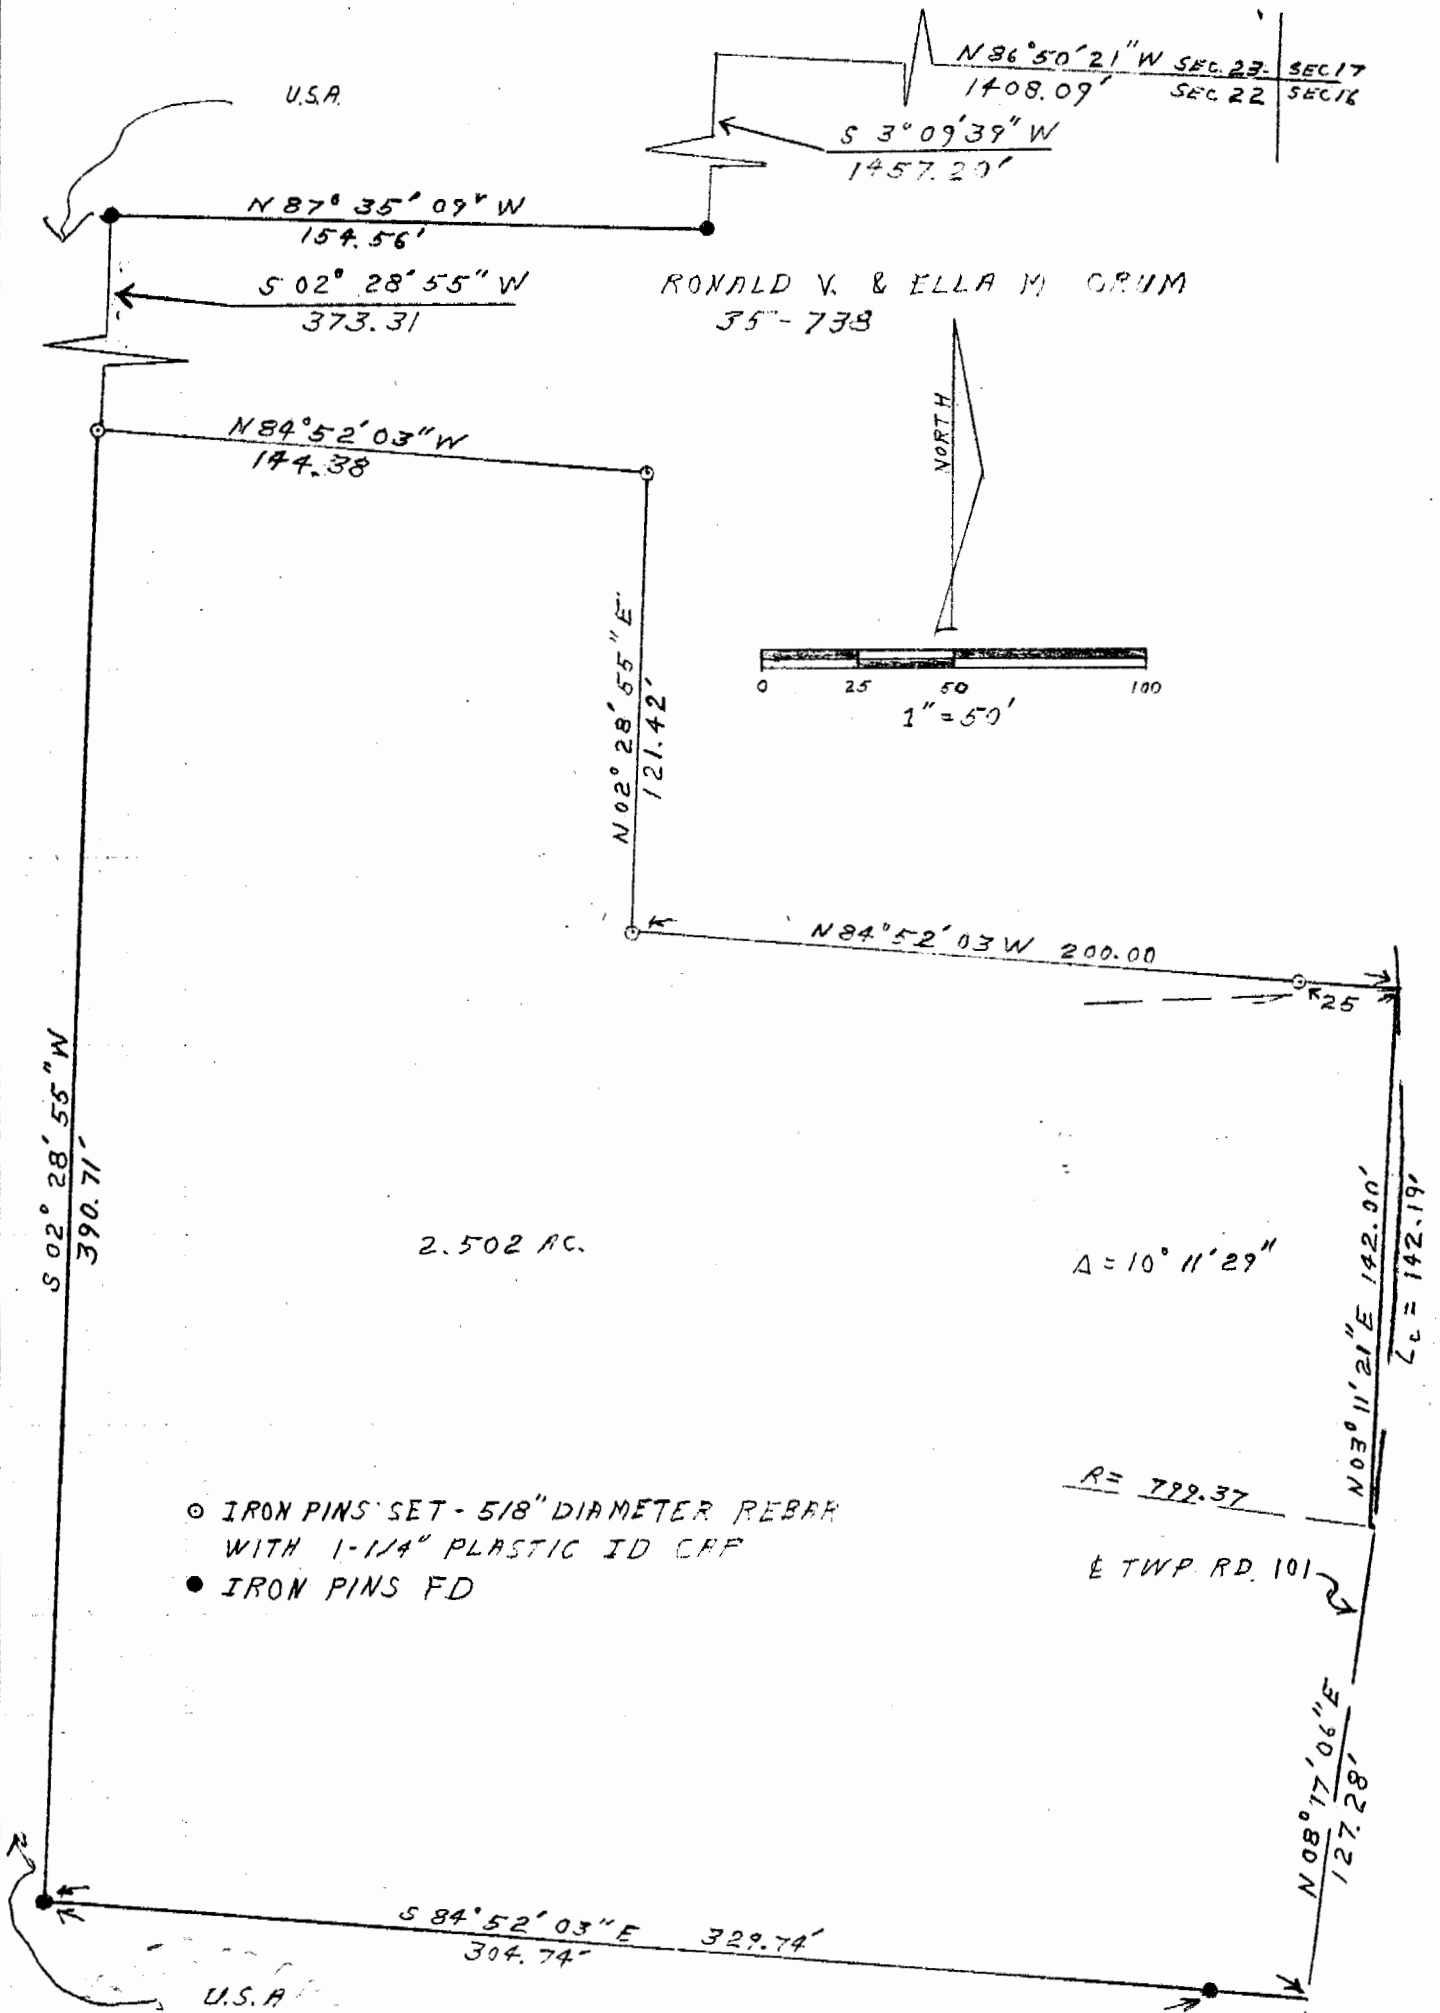 N 86°50'21" W SEC. 23. SEC 17
1408.09' SEC 22 SEC 16
U.S.A.
S 3°09'39" W
1457.20'
N 87° 35' 09" W
154.56'
S 02° 28' 55" W
373.31
RONALD V. & ELLA M CRUM
35-738
NORTH
N 84°52'03" W
144.38
N 02° 28' 55" E
121.42'
0 25 50 100
1" = 50'
N 84°52' 03 W 200.00
25
S 02° 28' 55" W
390.71'
2.502 AC.
Δ = 10° 11' 29"
N 03° 11' 21" E 142.00'
Lc = 142.19'
R = 799.37
⊙ IRON PINS SET - 5/8" DIAMETER REBAR
WITH 1-1/4" PLASTIC ID CAP
● IRON PINS FD
℄ TWP. RD. 101
N 08° 17' 06" E
127.28'
S 84° 52' 03" E 329.74'
304.74'
U.S.A